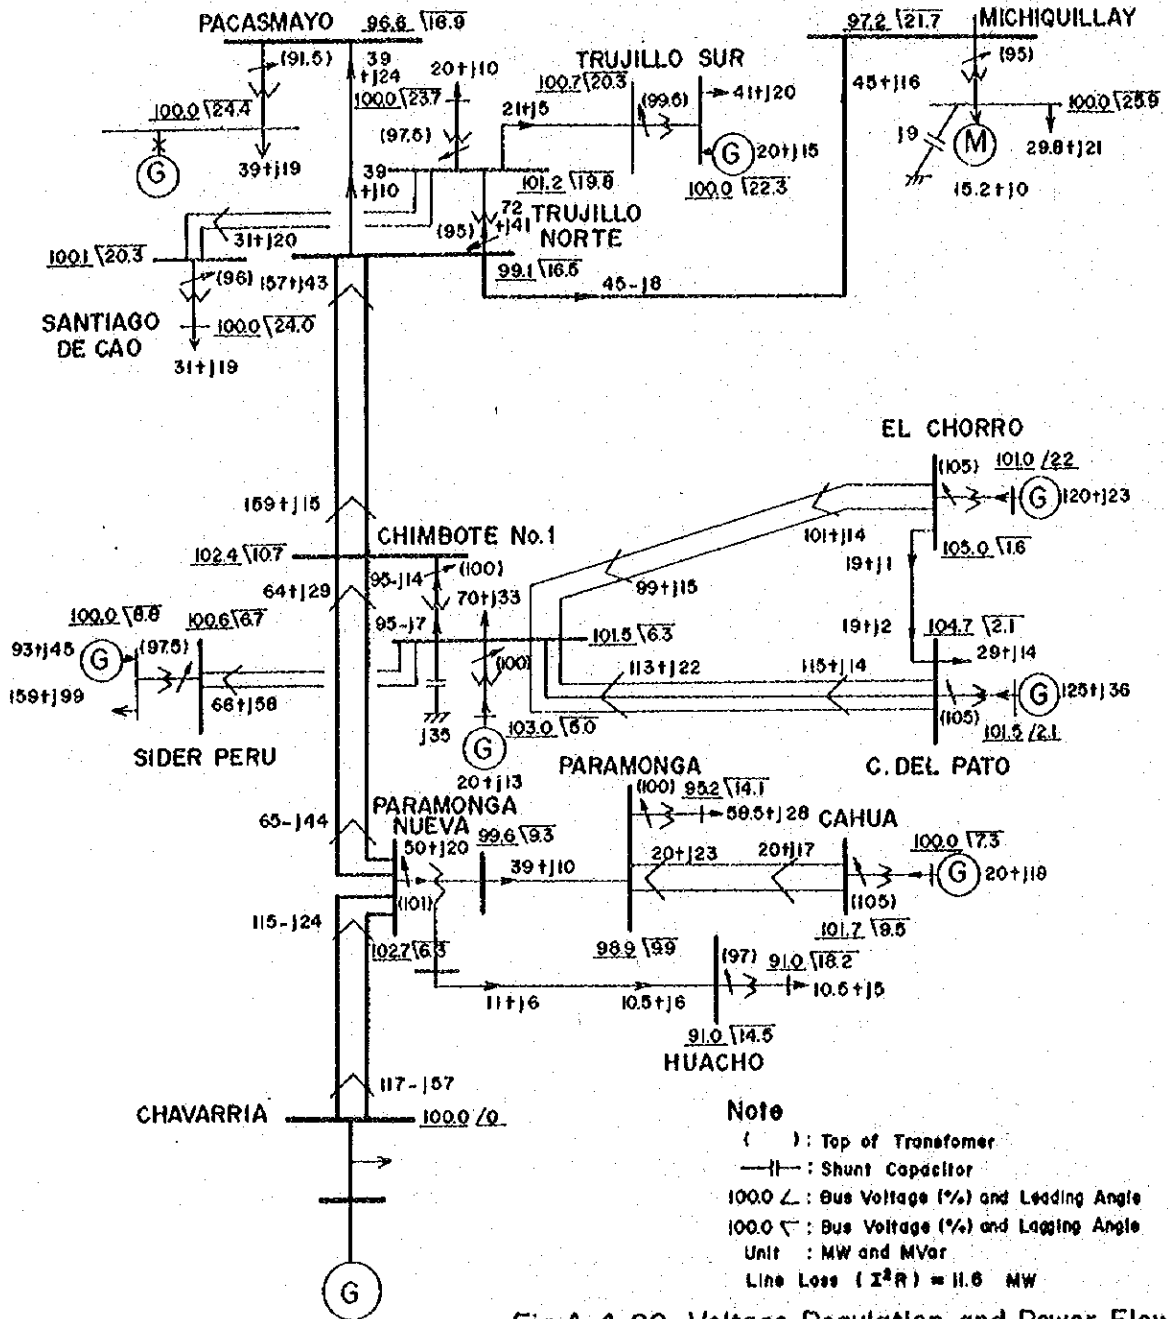 PACASMAYO
96.8 \16.9
97.2 \21.7
MICHIQUILLAY
(91.5)
39
+j24
20+j10
TRUJILLO SUR
100.7 \20.3
45+j16
(95)
100.0 \24.4
100.0 \23.7
21+j5
(99.5)
41+j20
j9
100.0 \25.9
G
39+j19
(97.5)
G
20+j15
M
29.8+j21
15.2+j0
39
+j10
101.2 \19.8
100.0 \22.3
72
+j41
TRUJILLO
NORTE
31+j20
(95)
100.1 \20.3
(96)
157+j43
99.1 \16.5
45-j8
SANTIAGO
DE CAO
100.0 \24.0
31+j19
EL CHORRO
(105)
101.0 /2.2
G
120+j23
159+j15
CHIMBOTE No.1
101+j14
102.4 \10.7
95-j14
(100)
19+j1
105.0 \1.6
64+j29
70+j33
99+j15
100.0 \8.8
100.6 \6.7
95-j7
101.5 \6.3
19+j2
104.7 \2.1
93+j45
G
(97.5)
(100)
113+j22
115+j14
29+j14
159+j99
66+j58
G
125+j36
j35
103.0 \5.0
(105)
101.5 /2.1
SIDER PERU
G
20+j13
PARAMONGA
C. DEL PATO
PARAMONGA
NUEVA
(100)
95.2 \14.1
58.5+j28
CAHUA
65-j44
50+j20
99.6 \9.3
100.0 \7.3
39+j10
20+j23
20+j17
G
20+j18
(101)
(105)
115-j24
102.7 \6.3
98.9 \9.9
101.7 \9.5
(97)
91.0 \18.2
11+j6
10.5+j6
10.5+j5
91.0 \14.5
HUACHO
117-j57
CHAVARRIA
100.0 /0
G
Note
( ) : Top of Transfomer
: Shunt Capacitor
100.0 ∠ : Bus Voltage (%) and Leading Angle
100.0 \ : Bus Voltage (%) and Lagging Angle
Unit : MW and MVar
Line Loss ( I²R ) = 11.6 MW
Voltage Regulation and Power Flow